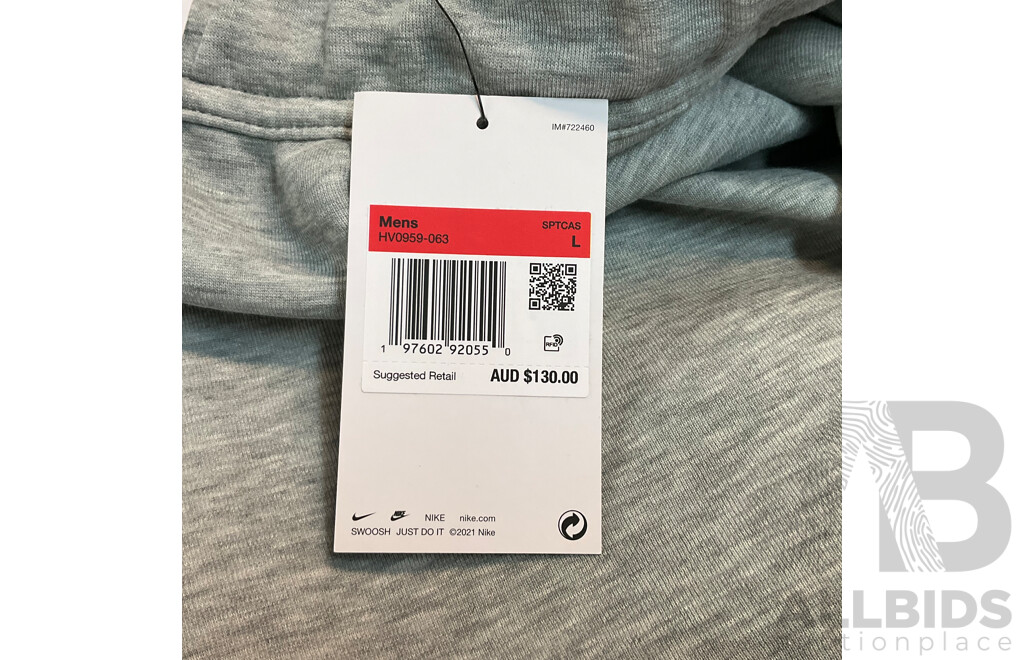 IM#722460
Mens SPTCAS
HV0959-063 L
1 97602 92055 0
RFID
Suggested Retail AUD $130.00
NIKE nike.com
SWOOSH JUST DO IT ©2021 Nike
AB
ALLBIDS
auctionplace